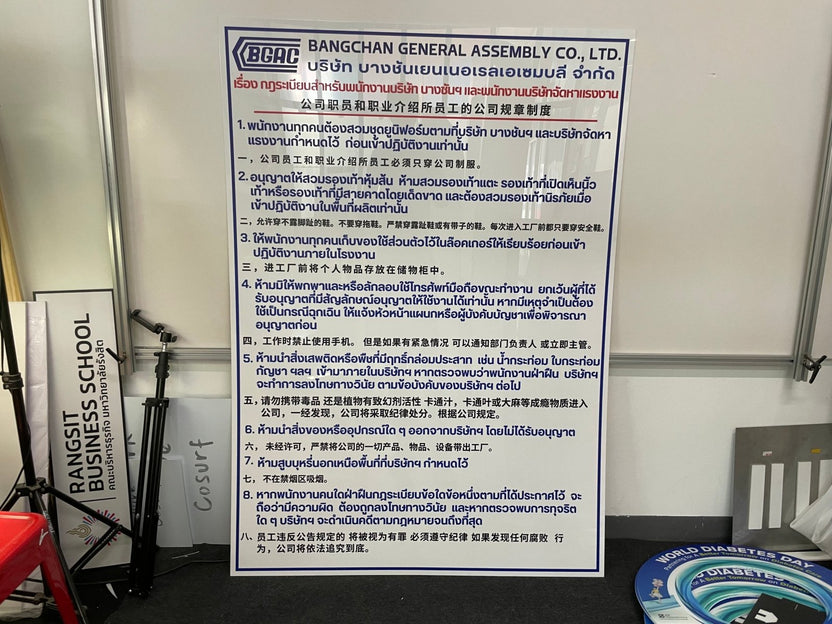 BGAC
BANGCHAN GENERAL ASSEMBLY CO., LTD.
บริษัท บางชันเยนเนอเรลเอเซมบลี จำกัด
เรื่อง กฎระเบียบสำหรับพนักงานบริษัท บางชันฯ และพนักงานบริษัทจัดหาแรงงาน
公司职员和职业介绍所员工的公司规章制度
1. พนักงานทุกคนต้องสวมชุดยูนิฟอร์มตามที่บริษัท บางชันฯ และบริษัทจัดหา
แรงงานกำหนดไว้ ก่อนเข้าปฏิบัติงานเท่านั้น
一，公司员工和职业介绍所员工必须只穿公司制服。
2. อนุญาตให้สวมรองเท้าหุ้มส้น ห้ามสวมรองเท้าแตะ รองเท้าที่เปิดเห็นนิ้ว
เท้าหรือรองเท้าที่มีสายคาดโดยเด็ดขาด และต้องสวมรองเท้านิรภัยเมื่อ
เข้าปฏิบัติงานในพื้นที่ผลิตเท่านั้น
二，允许穿不露脚趾的鞋。不要穿拖鞋。严禁穿露趾鞋或有带子的鞋。每次进入工厂前都只要穿安全鞋。
3. ให้พนักงานทุกคนเก็บของใช้ส่วนตัวไว้ในล๊อคเกอร์ให้เรียบร้อยก่อนเข้า
ปฏิบัติงานภายในโรงงาน
三，进工厂前将个人物品存放在储物柜中。
4. ห้ามมิให้พกพาและหรือลักลอบใช้โทรศัพท์มือถือขณะทำงาน ยกเว้นผู้ที่ได้
รับอนุญาตที่มีสัญลักษณ์อนุญาตให้ใช้งานได้เท่านั้น หากมีเหตุจำเป็นต้อง
ใช้เป็นกรณีฉุกเฉิน ให้แจ้งหัวหน้าแผนกหรือผู้บังคับบัญชาเพื่อพิจารณา
อนุญาตก่อน
四，工作时禁止使用手机。 但是如果有紧急情况 可以通知部门负责人 或立即主管。
5. ห้ามนำสิ่งเสพติดหรือพืชที่มีฤทธิ์กล่อมประสาท เช่น น้ำกระท่อม ใบกระท่อม
กัญชา ฯลฯ เข้ามาภายในบริษัทฯ หากตรวจพบว่าพนักงานฝ่าฝืน บริษัทฯ
จะทำการลงโทษทางวินัย ตามข้อบังคับของบริษัทฯ ต่อไป
五，请勿携带毒品 还是植物有致幻剂活性 卡通汁，卡通叶或大麻等成瘾物质进入
公司，一经发现，公司将采取纪律处分。根据公司规定。
6. ห้ามนำสิ่งของหรืออุปกรณ์ใด ๆ ออกจากบริษัทฯ โดยไม่ได้รับอนุญาต
六， 未经许可，严禁将公司的一切产品、物品、设备带出工厂。
7. ห้ามสูบบุหรี่นอกเหนือพื้นที่ที่บริษัทฯ กำหนดไว้
七，不在禁烟区吸烟。
8. หากพนักงานคนใดฝ่าฝืนกฎระเบียบข้อใดข้อหนึ่งตามที่ได้ประกาศไว้ จะ
ถือว่ามีความผิด ต้องถูกลงโทษทางวินัย และหากตรวจพบการทุจริต
ใด ๆ บริษัทฯ จะดำเนินคดีตามกฎหมายจนถึงที่สุด
八、员工违反公告规定的 将被视为有罪 必须遵守纪律 如果发现任何腐败 行
为，公司将依法追究到底。
RANGSIT
BUSINESS SCHOOL
คณะบริหารธุรกิจ มหาวิทยาลัยรังสิต
Cosurf
WORLD DIABETES DAY
DIABETES DAY
for A Better Tomorrow on Diabetes